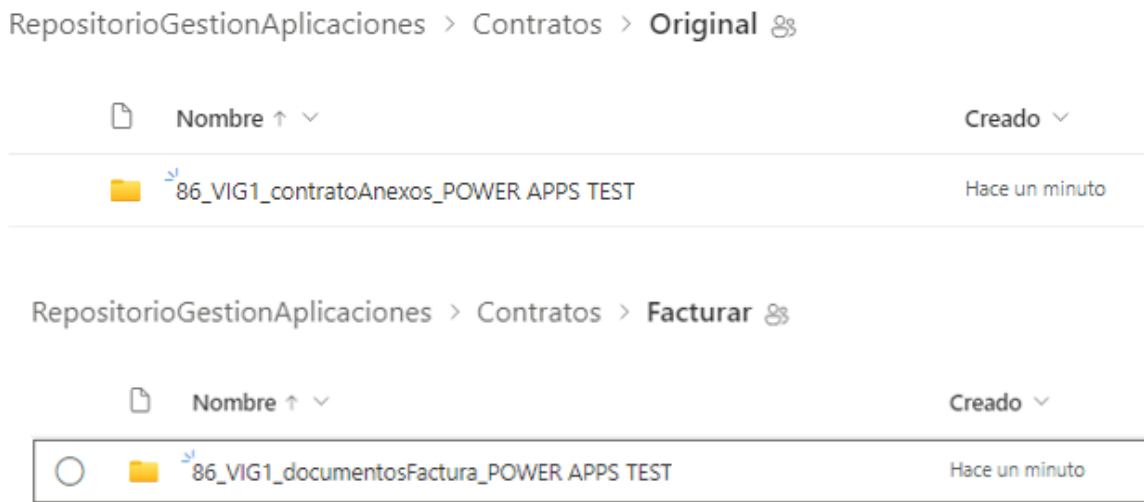 RepositorioGestionAplicaciones > Contratos > Original
Nombre ↑ Creado
86_VIG1_contratoAnexos_POWER APPS TEST Hace un minuto
RepositorioGestionAplicaciones > Contratos > Facturar
Nombre ↑ Creado
86_VIG1_documentosFactura_POWER APPS TEST Hace un minuto